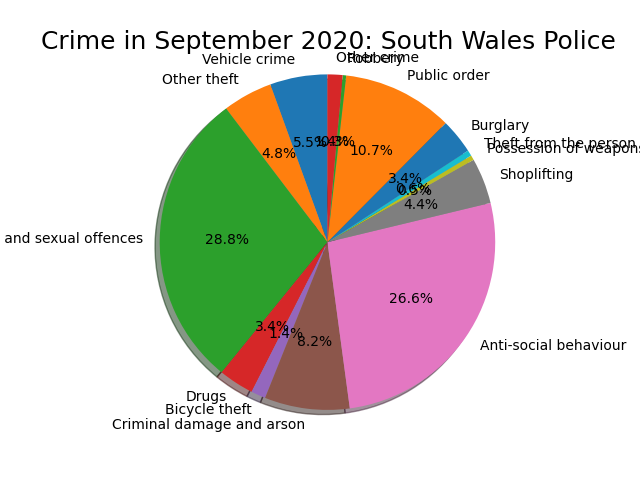 Crime in September 2020: South Wales Police
Vehicle crime
Other crime
Robbery
Other theft
Public order
Burglary
Theft from the person
Possession of weapons
Shoplifting
and sexual offences
Anti-social behaviour
Drugs
Bicycle theft
Criminal damage and arson
5.5%
1.4%
4.8%
10.7%
3.4%
0.6%
0.5%
4.4%
28.8%
26.6%
3.4%
1.4%
8.2%